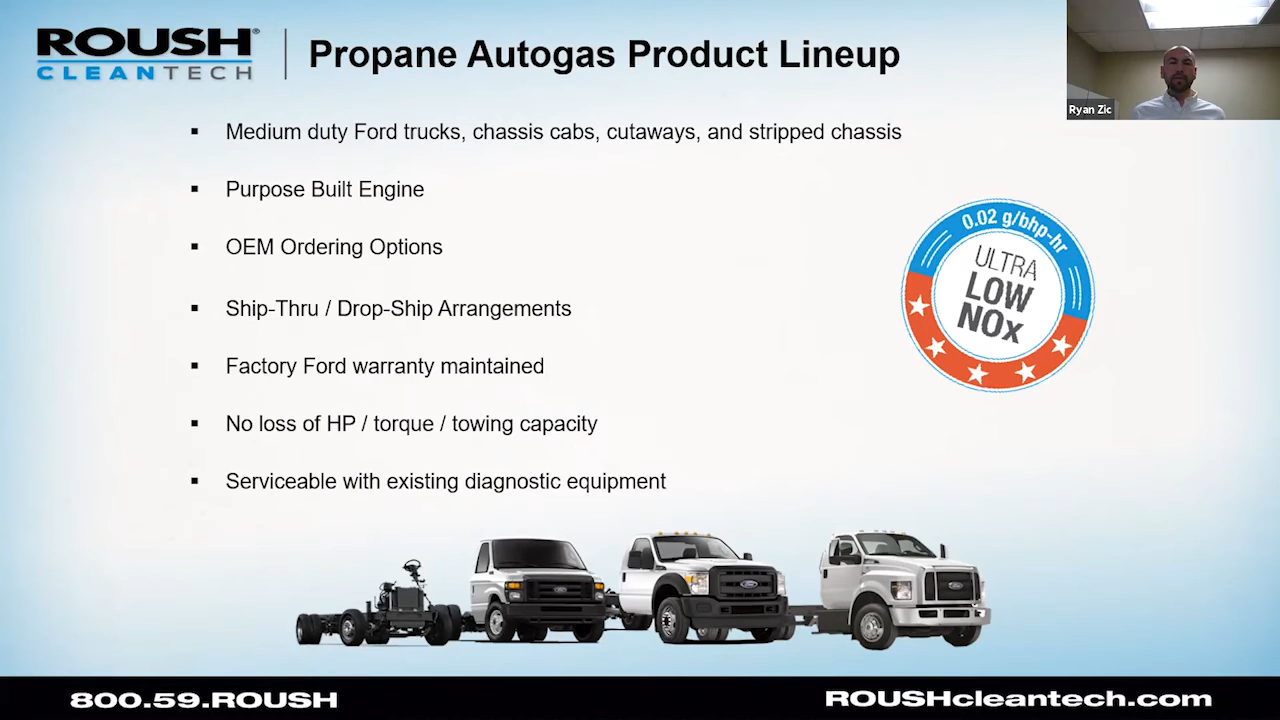 ROUSH®
CLEANTECH
Propane Autogas Product Lineup
Ryan Zic
▪ Medium duty Ford trucks, chassis cabs, cutaways, and stripped chassis
▪ Purpose Built Engine
▪ OEM Ordering Options
▪ Ship-Thru / Drop-Ship Arrangements
▪ Factory Ford warranty maintained
▪ No loss of HP / torque / towing capacity
▪ Serviceable with existing diagnostic equipment
0.02 g/bhp-hr
ULTRA
LOW
NOx
Ford
Ford
Ford
800.59.ROUSH
ROUSHcleantech.com